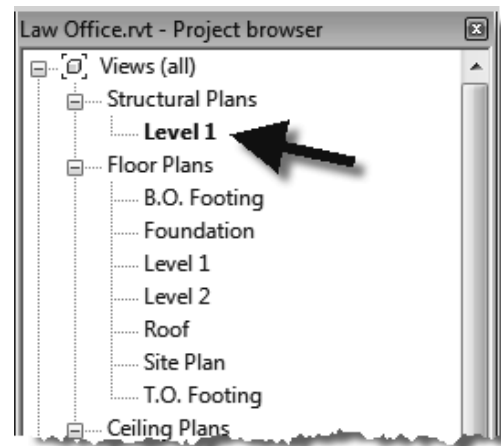 Law Office.rvt - Project browser
Views (all)
Structural Plans
Level 1
Floor Plans
B.O. Footing
Foundation
Level 1
Level 2
Roof
Site Plan
T.O. Footing
Ceiling Plans